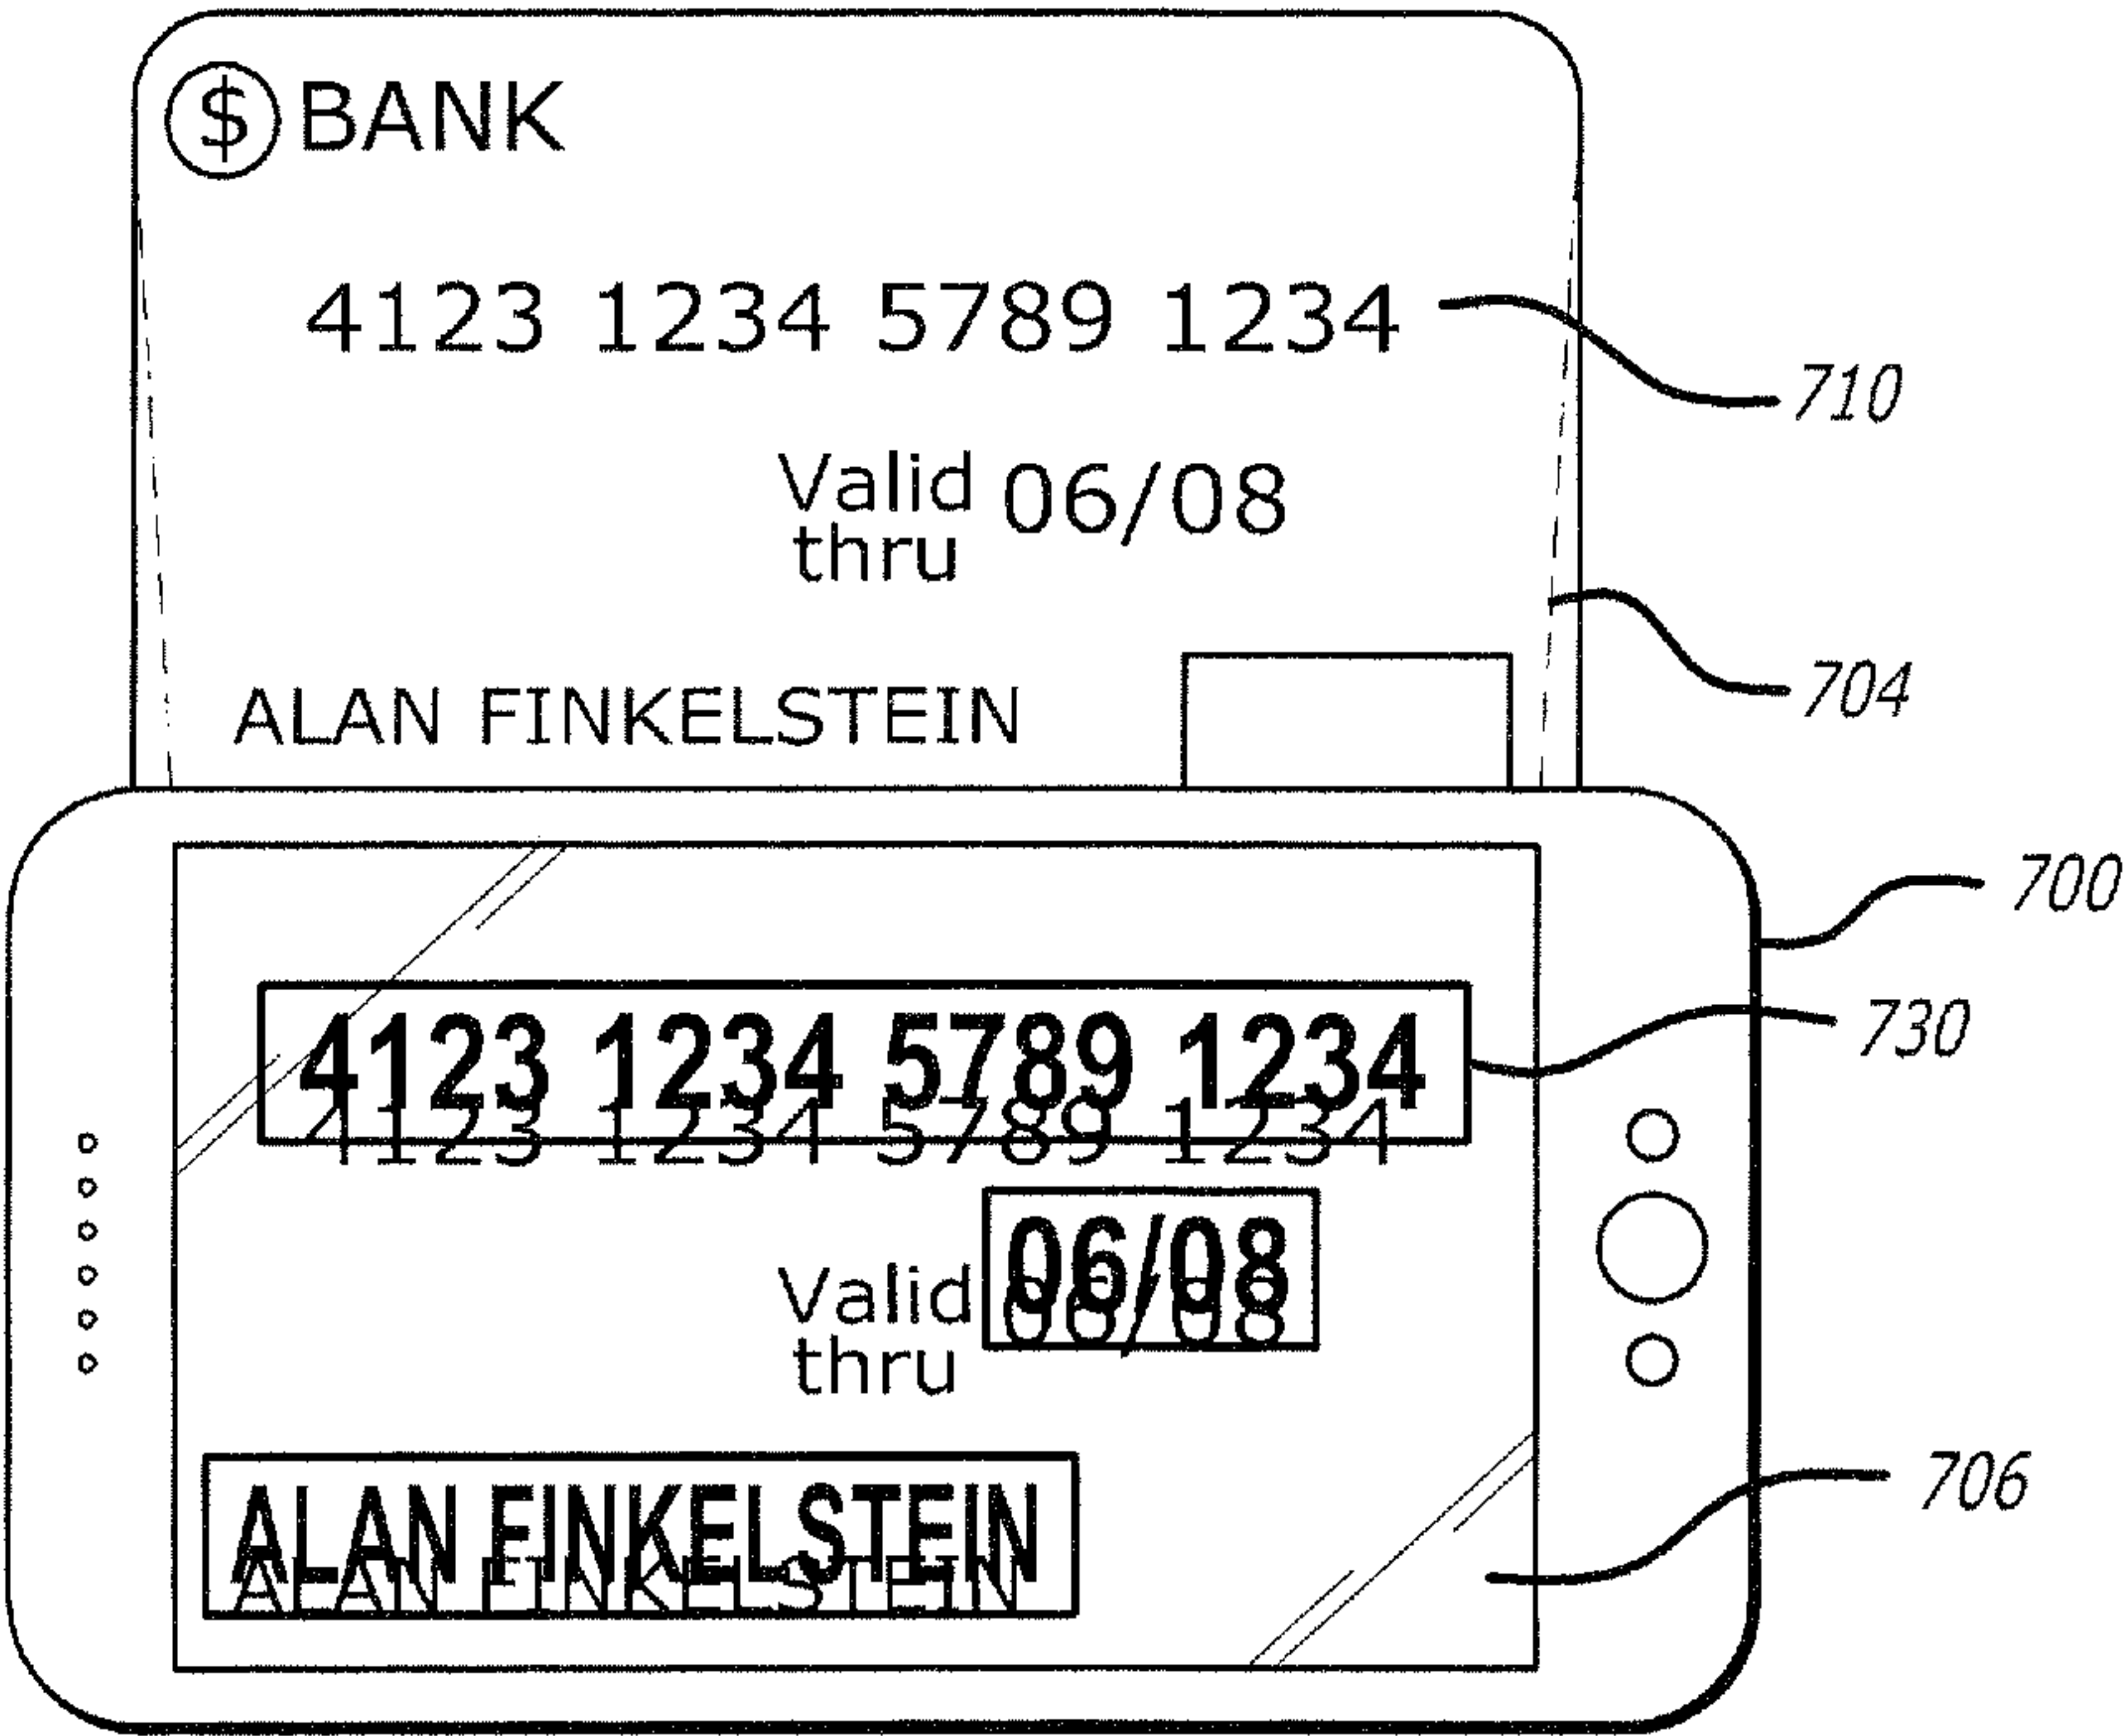 $ BANK
4123 1234 5789 1234
710
Valid 06/08
thru
704
ALAN FINKELSTEIN
700
730
4123 1234 5789 1234
4123 1234 5789 1234
06/08
Valid 06/08
thru
706
ALAN FINKELSTEIN
ALAN FINKELSTEIN